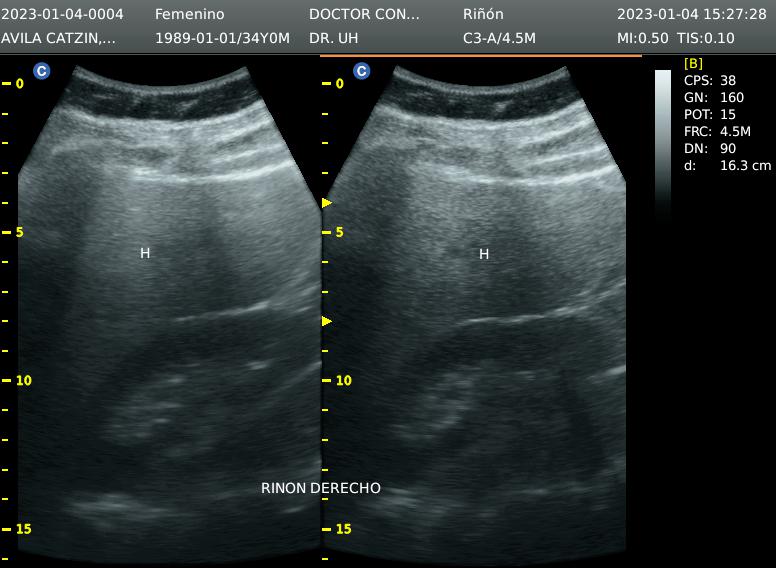 2023-01-04-0004 Femenino DOCTOR CON... Riñón 2023-01-04 15:27:28
AVILA CATZIN,... 1989-01-01/34Y0M DR. UH C3-A/4.5M MI:0.50 TIS:0.10
C C
[B]
CPS: 38
GN: 160
POT: 15
FRC: 4.5M
DN: 90
d: 16.3 cm
0 0
5 5
H H
10 10
RINON DERECHO
15 15